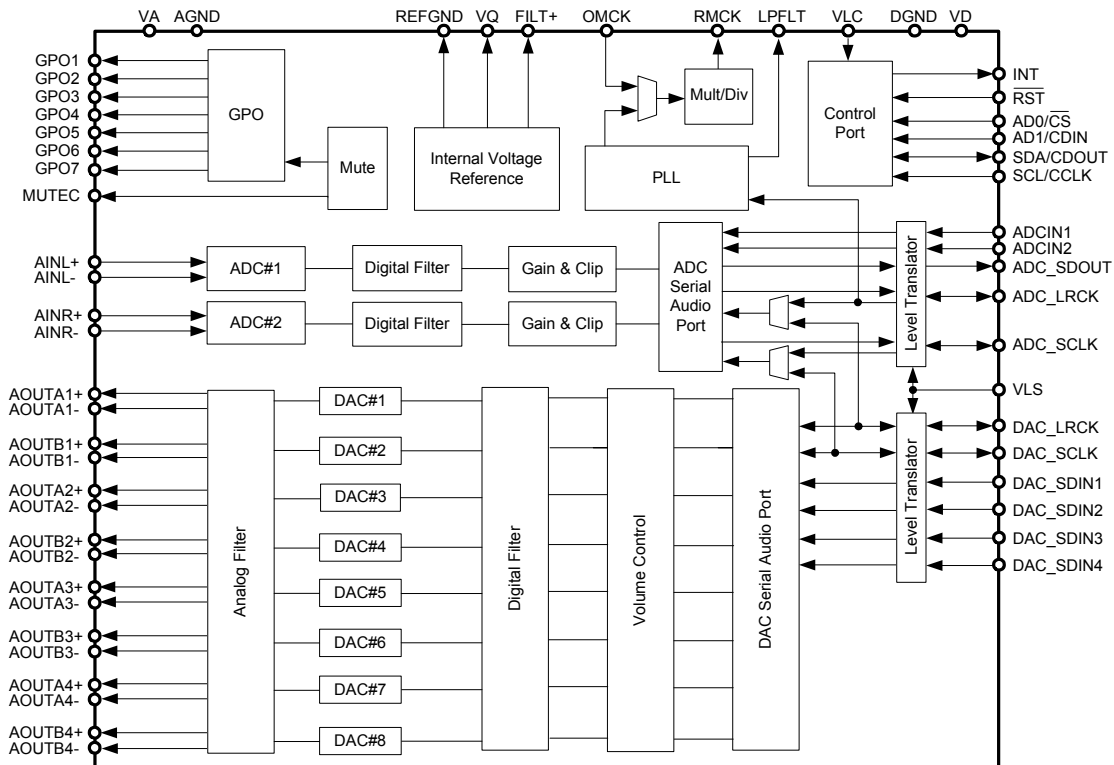 VA
AGND
REFGND
VQ
FILT+
OMCK
RMCK
LPFLT
VLC
DGND
VD
GPO1
GPO2
GPO3
GPO4
GPO5
GPO6
GPO7
MUTEC
GPO
Mute
Internal Voltage
Reference
Mult/Div
PLL
Control
Port
INT
RST
AD0/CS
AD1/CDIN
SDA/CDOUT
SCL/CCLK
AINL+
AINL-
AINR+
AINR-
ADC#1
Digital Filter
Gain & Clip
ADC#2
Digital Filter
Gain & Clip
ADC
Serial
Audio
Port
Level Translator
ADCIN1
ADCIN2
ADC_SDOUT
ADC_LRCK
ADC_SCLK
VLS
AOUTA1+
AOUTA1-
AOUTB1+
AOUTB1-
AOUTA2+
AOUTA2-
AOUTB2+
AOUTB2-
AOUTA3+
AOUTA3-
AOUTB3+
AOUTB3-
AOUTA4+
AOUTA4-
AOUTB4+
AOUTB4-
Analog Filter
DAC#1
DAC#2
DAC#3
DAC#4
DAC#5
DAC#6
DAC#7
DAC#8
Digital Filter
Volume Control
DAC Serial Audio Port
Level Translator
DAC_LRCK
DAC_SCLK
DAC_SDIN1
DAC_SDIN2
DAC_SDIN3
DAC_SDIN4